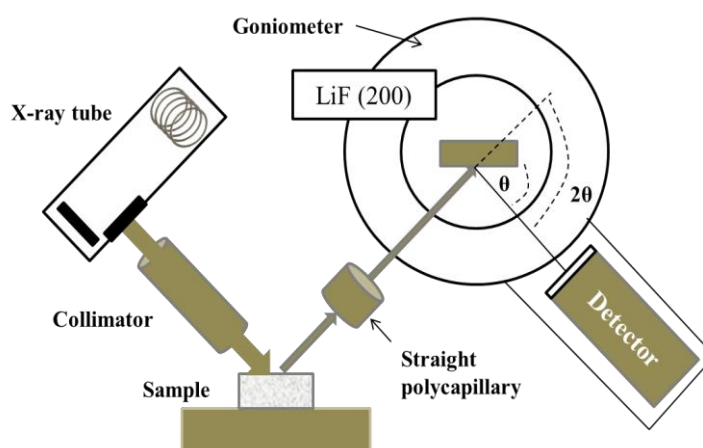 Goniometer
LiF (200)
X-ray tube
θ
2θ
Collimator
Detector
Straight
polycapillary
Sample